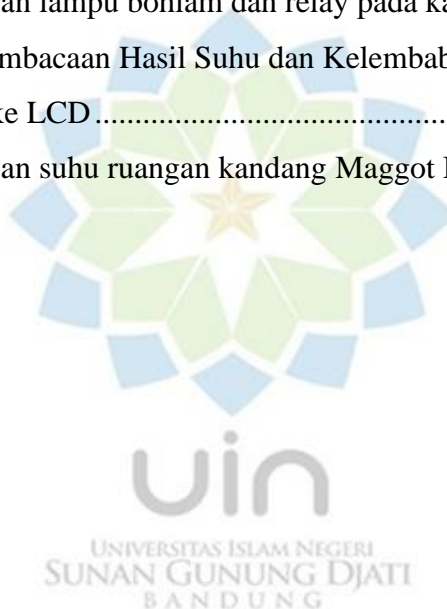 an lampu bohlam dan relay pada ka
mbacaan Hasil Suhu dan Kelembab
ke LCD
an suhu ruangan kandang Maggot
uin
UNIVERSITAS ISLAM NEGERI
SUNAN GUNUNG DJATI
BANDUNG